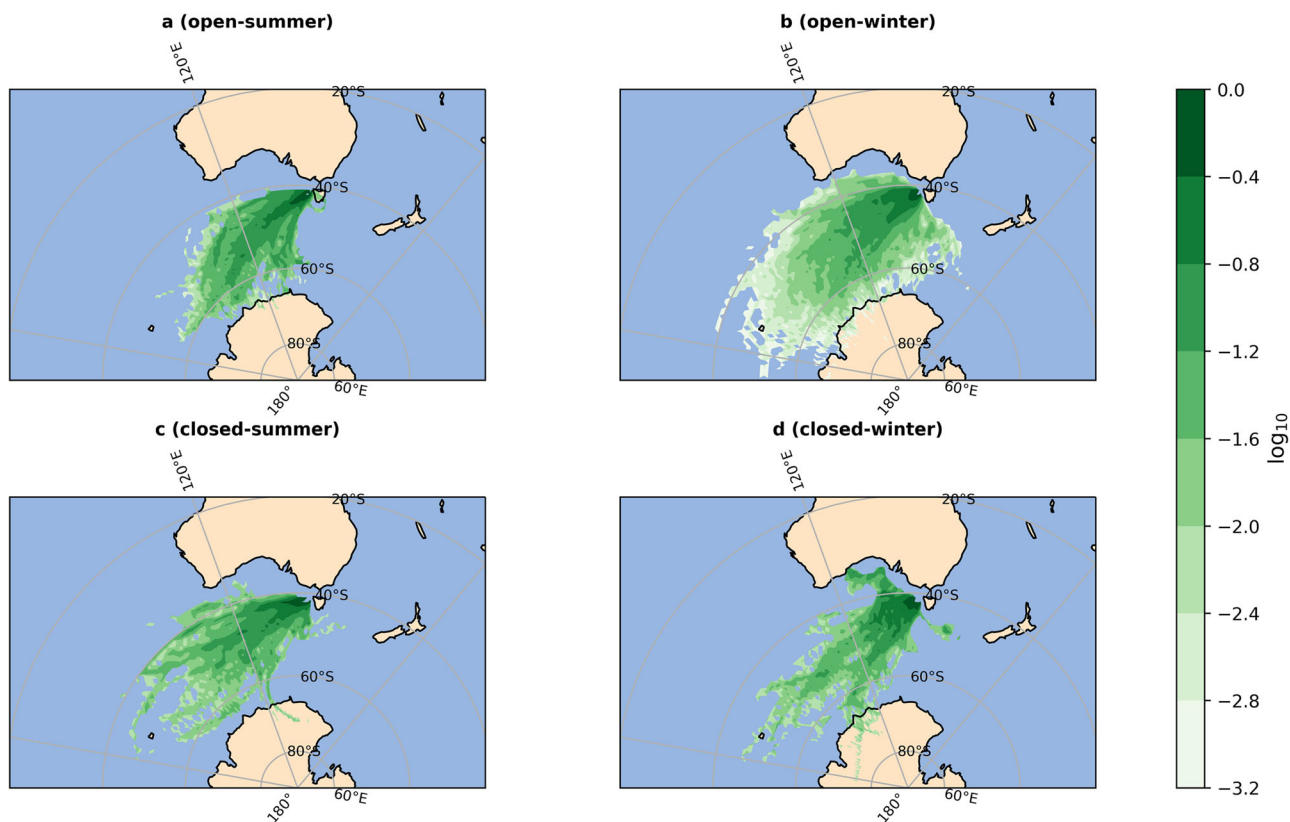 a (open-summer)
b (open-winter)
120°E
20°S
40°S
60°S
80°S
180°
60°E
120°E
20°S
40°S
60°S
80°S
180°
60°E
c (closed-summer)
d (closed-winter)
120°E
20°S
40°S
60°S
80°S
180°
60°E
120°E
20°S
40°S
60°S
80°S
180°
60°E
0.0
−0.4
−0.8
−1.2
−1.6
−2.0
−2.4
−2.8
−3.2
log₁₀